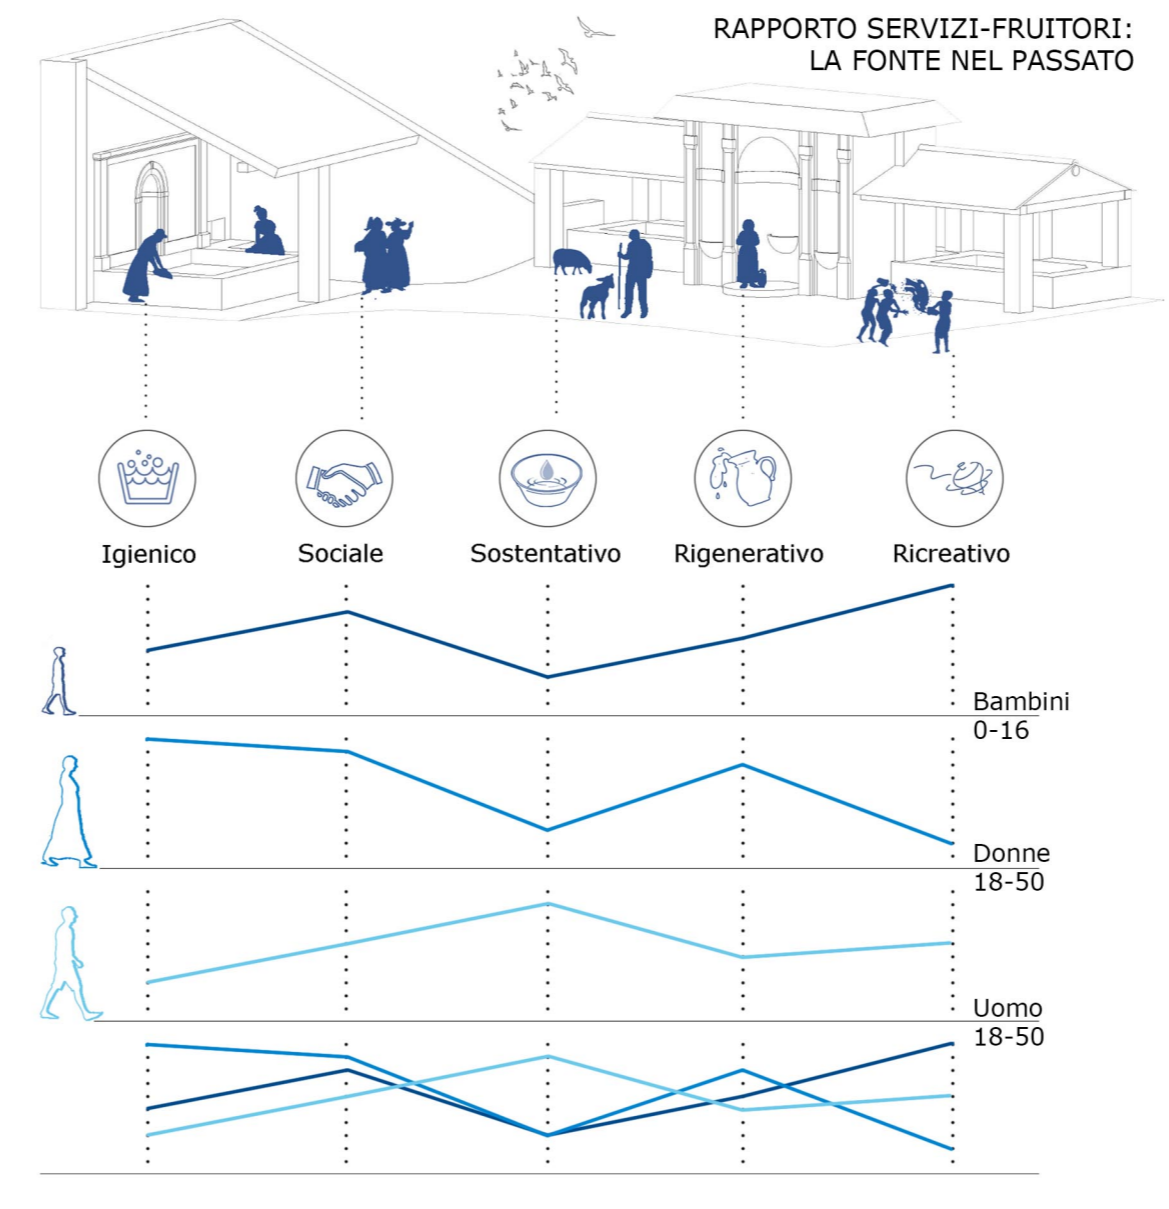 RAPPORTO SERVIZI-FRUITORI:
LA FONTE NEL PASSATO
Igienico
Sociale
Sostentativo
Rigenerativo
Ricreativo
Bambini
0-16
Donne
18-50
Uomo
18-50